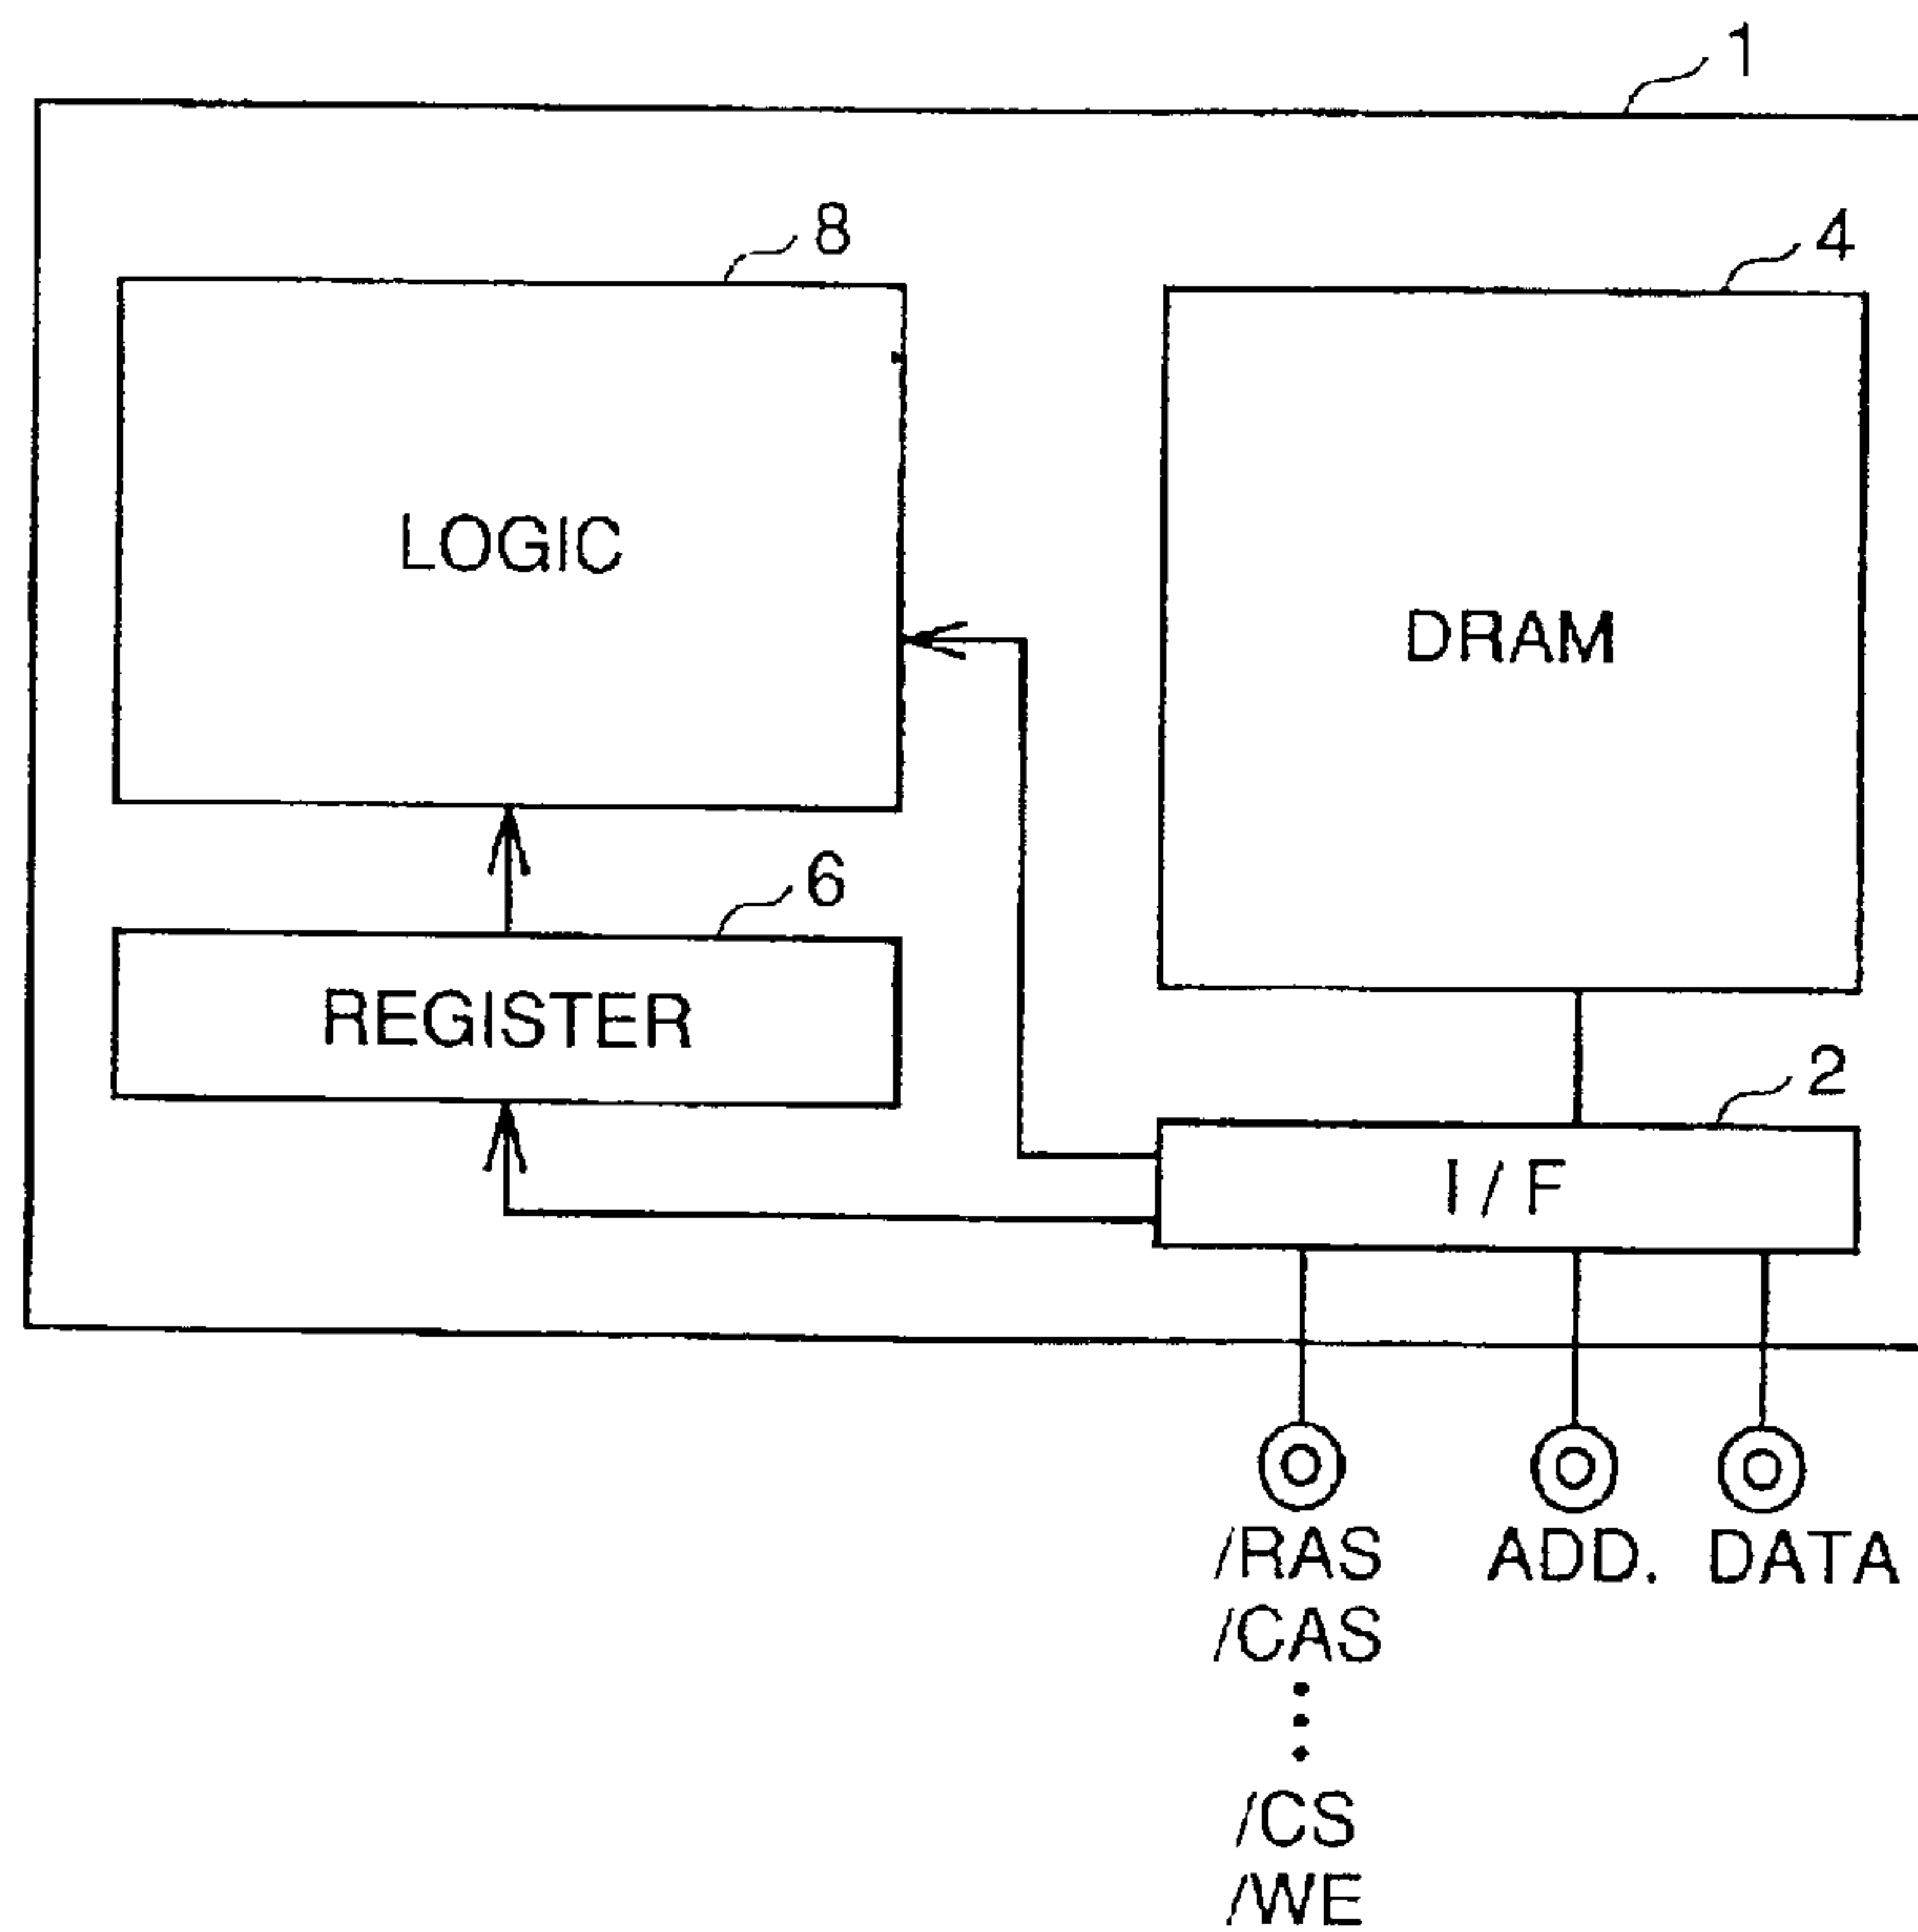 1
8
4
LOGIC
DRAM
6
REGISTER
2
I/F
/RAS ADD. DATA
/CAS
/CS
/WE